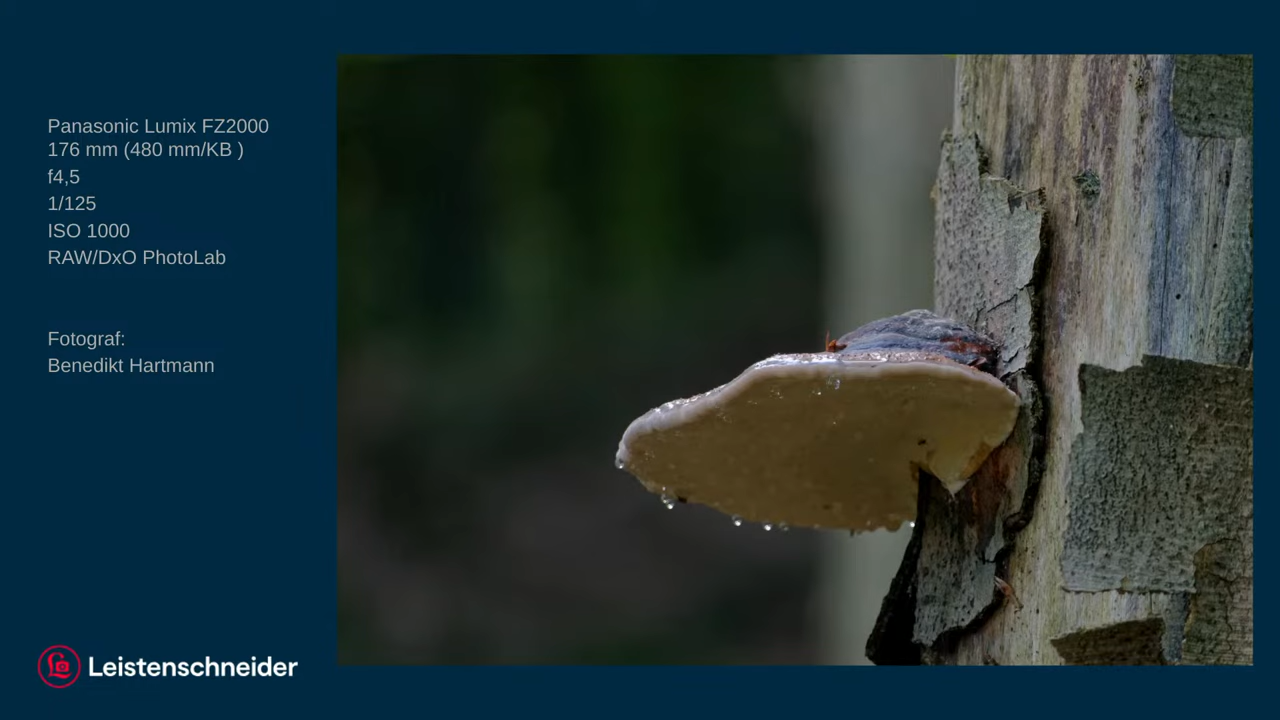 Panasonic Lumix FZ2000
176 mm (480 mm/KB )
f4,5
1/125
ISO 1000
RAW/DxO PhotoLab
Fotograf:
Benedikt Hartmann
Leistenschneider